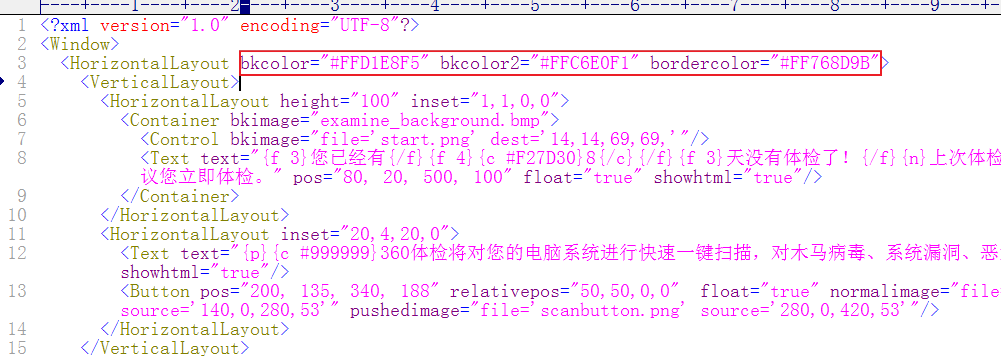 ----+----1----+----2----+----3----+----4----+----5----+----6----+----7----+----8----+----9----+--
1 <?xml version="1.0" encoding="UTF-8"?>
2 <Window>
3 <HorizontalLayout bkcolor="#FFD1E8F5" bkcolor2="#FFC6E0F1" bordercolor="#FF768D9B">
4 <VerticalLayout>
5 <HorizontalLayout height="100" inset="1,1,0,0">
6 <Container bkimage="examine_background.bmp">
7 <Control bkimage="file='start.png' dest='14,14,69,69,'"/>
8 <Text text="{f 3}您已经有{/f}{f 4}{c #F27D30}8{/c}{/f}{f 3}天没有体检了！{/f}{n}上次体检
议您立即体检。" pos="80, 20, 500, 100" float="true" showhtml="true"/>
9 </Container>
10 </HorizontalLayout>
11 <HorizontalLayout inset="20,4,20,0">
12 <Text text="{p}{c #999999}360体检将对您的电脑系统进行快速一键扫描，对木马病毒、系统漏洞、恶
showhtml="true"/>
13 <Button pos="200, 135, 340, 188" relativepos="50,50,0,0" float="true" normalimage="file
source='140,0,280,53'" pushedimage="file='scanbutton.png' source='280,0,420,53'"/>
14 </HorizontalLayout>
15 </VerticalLayout>